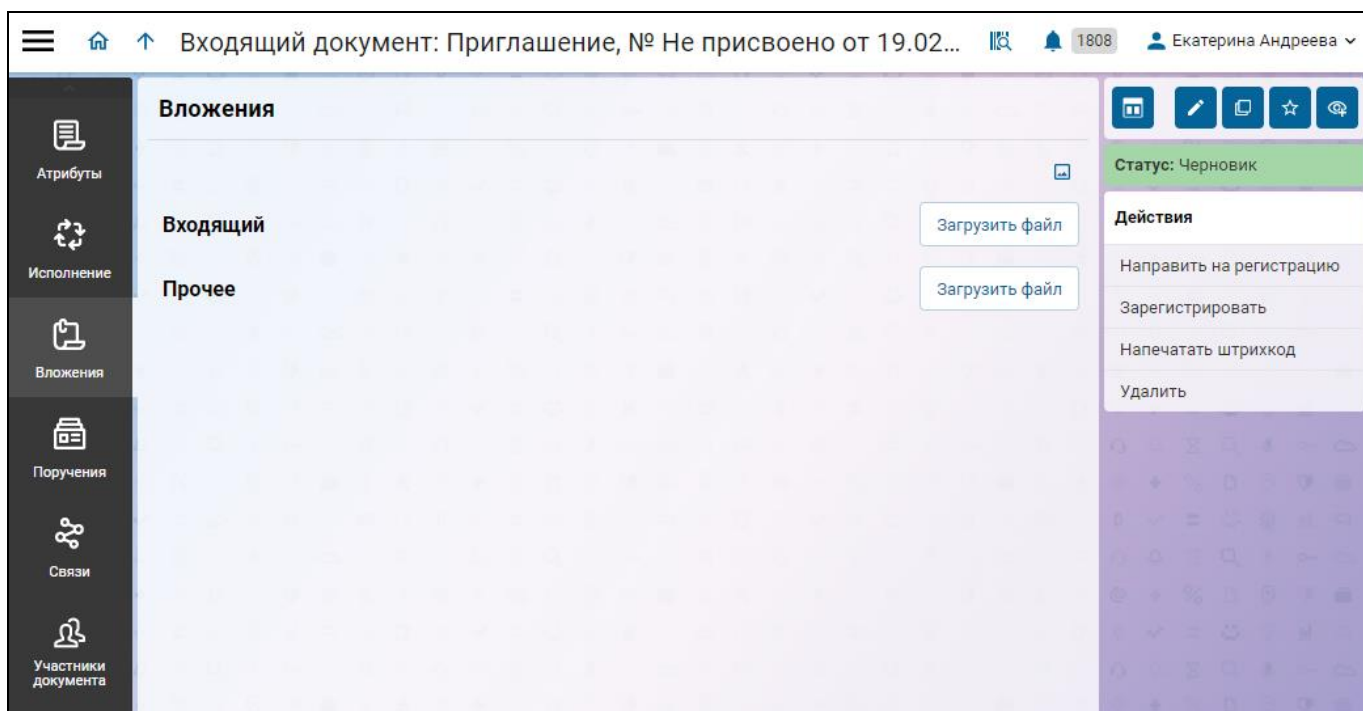 Входящий документ: Приглашение, № Не присвоено от 19.02...
1808
Екатерина Андреева
Атрибуты
Исполнение
Вложения
Поручения
Связи
Участники
документа
Вложения
Входящий
Загрузить файл
Прочее
Загрузить файл
Статус: Черновик
Действия
Направить на регистрацию
Зарегистрировать
Напечатать штрихкод
Удалить